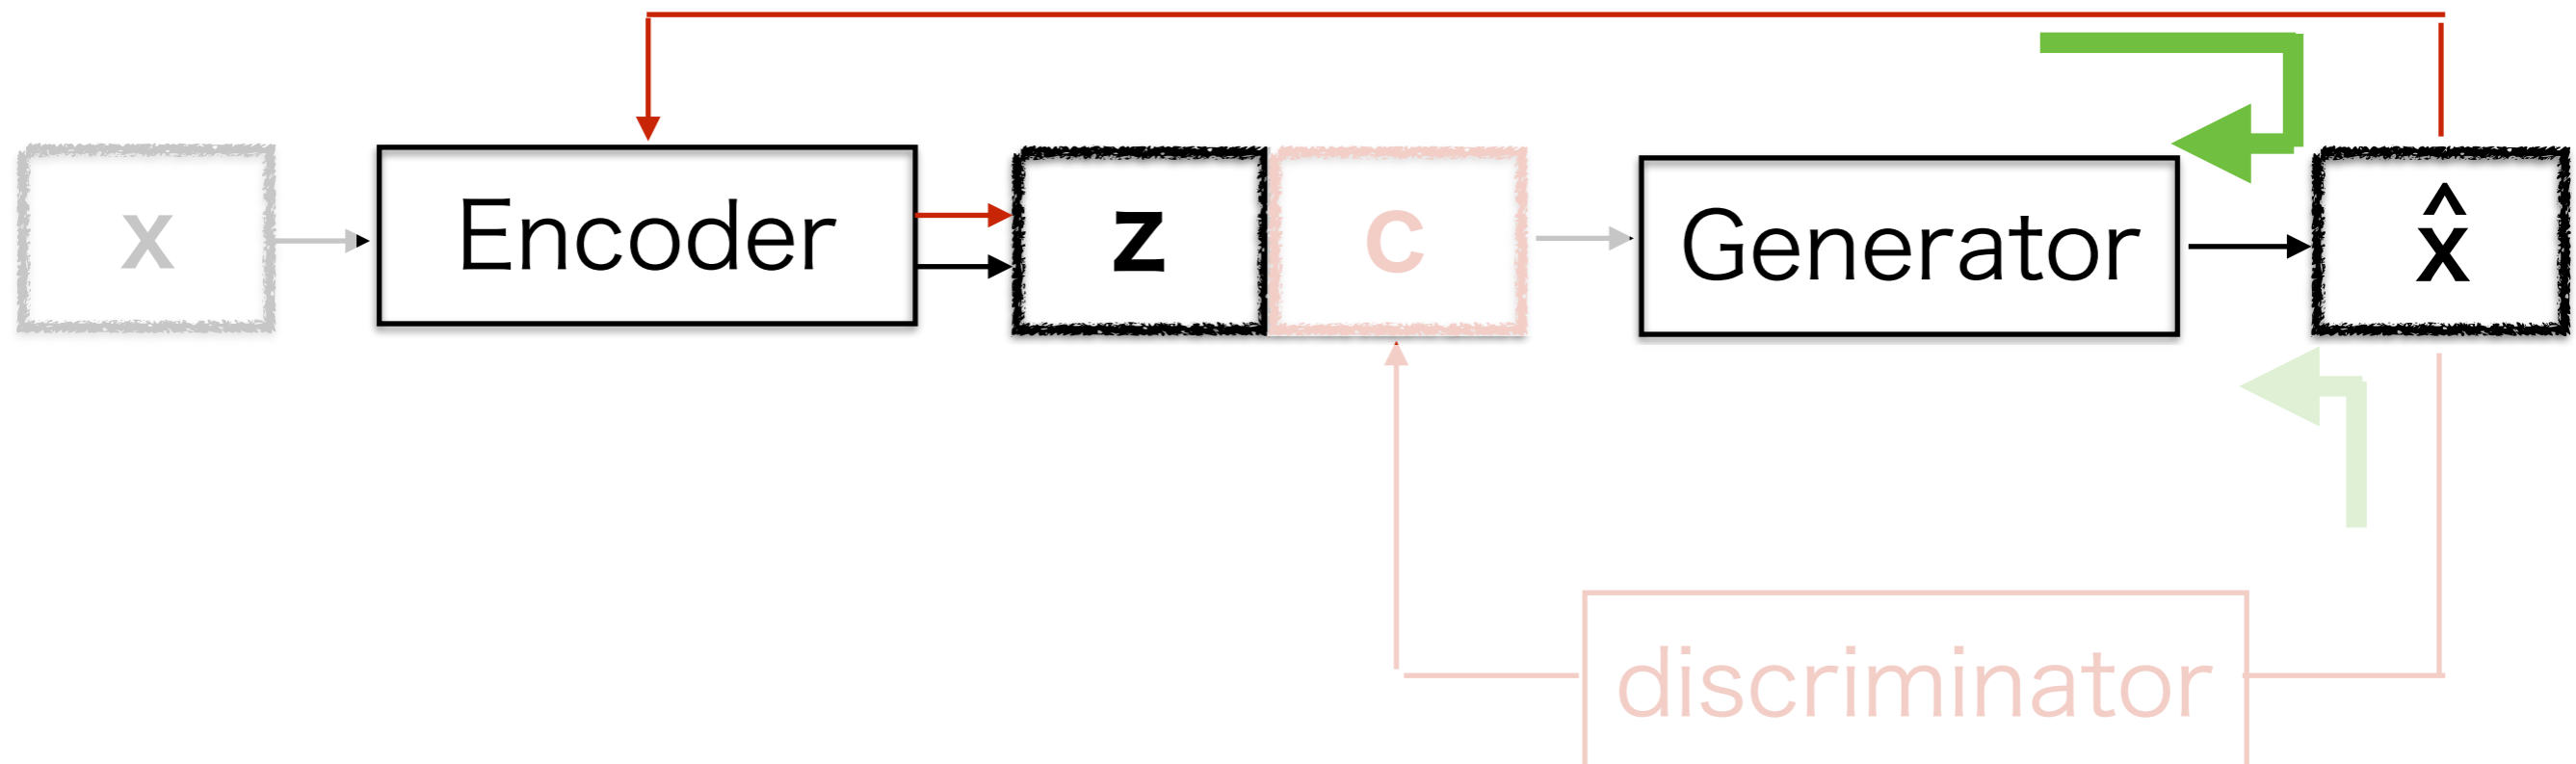 x
Encoder
z
c
Generator
x̂
discriminator